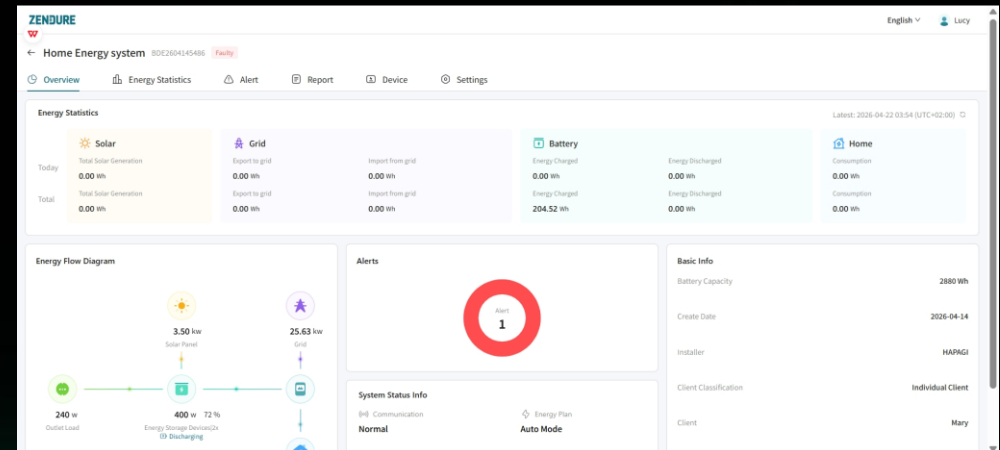 ZENDURE
English
Lucy
W
← Home Energy system BDE2604145486 Faulty
Overview Energy Statistics Alert Report Device Settings
Energy Statistics
Latest: 2026-04-22 03:54 (UTC+02:00)
Solar Grid Battery Home
Today
Total Solar Generation Export to grid Import from grid Energy Charged Energy Discharged Consumption
0.00 Wh 0.00 Wh 0.00 Wh 0.00 Wh 0.00 Wh 0.00 Wh
Total
Total Solar Generation Export to grid Import from grid Energy Charged Energy Discharged Consumption
0.00 Wh 0.00 Wh 0.00 Wh 204.52 Wh 0.00 Wh 0.00 Wh
Energy Flow Diagram
3.50 kw
Solar Panel
25.63 kw
Grid
240 w
Outlet Load
400 w 72 %
Energy Storage Devices(2x
Discharging
Alerts
Alert
1
System Status Info
Communication
Normal
Energy Plan
Auto Mode
Basic Info
Battery Capacity 2880 Wh
Create Date 2026-04-14
Installer HAPAGI
Client Classification Individual Client
Client Mary